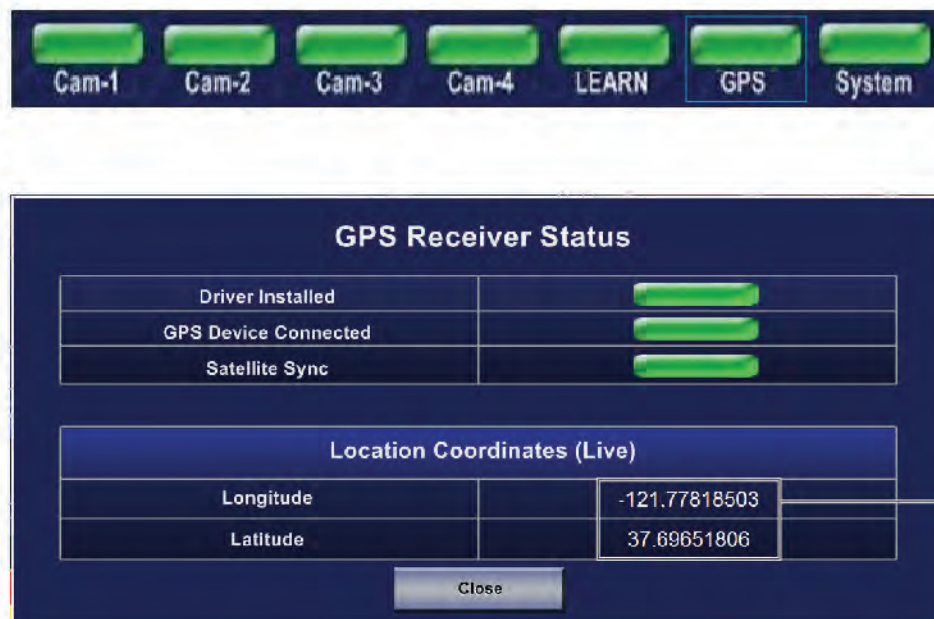 Cam-1 Cam-2 Cam-3 Cam-4 LEARN GPS System
GPS Receiver Status
Driver Installed
GPS Device Connected
Satellite Sync
Location Coordinates (Live)
Longitude -121.77818503
Latitude 37.69651806
Close